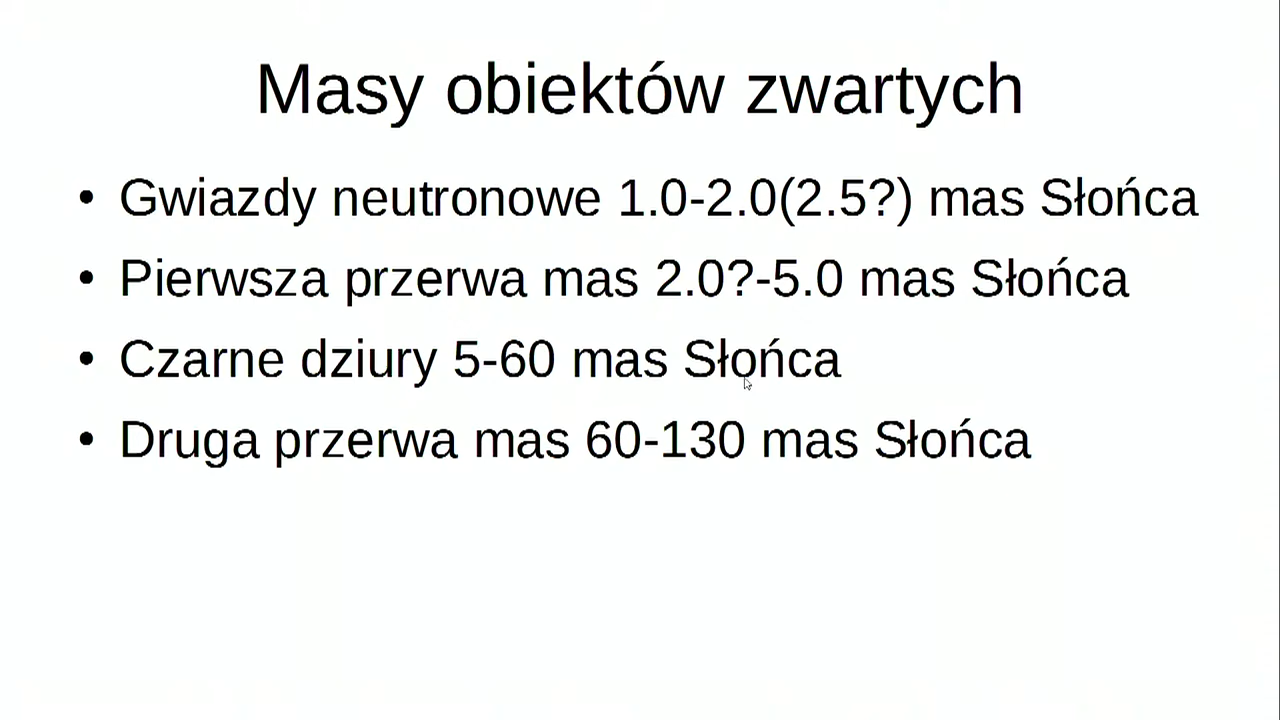 Masy obiektów zwartych
• Gwiazdy neutronowe 1.0-2.0(2.5?) mas Słońca
• Pierwsza przerwa mas 2.0?-5.0 mas Słońca
• Czarne dziury 5-60 mas Słońca
• Druga przerwa mas 60-130 mas Słońca